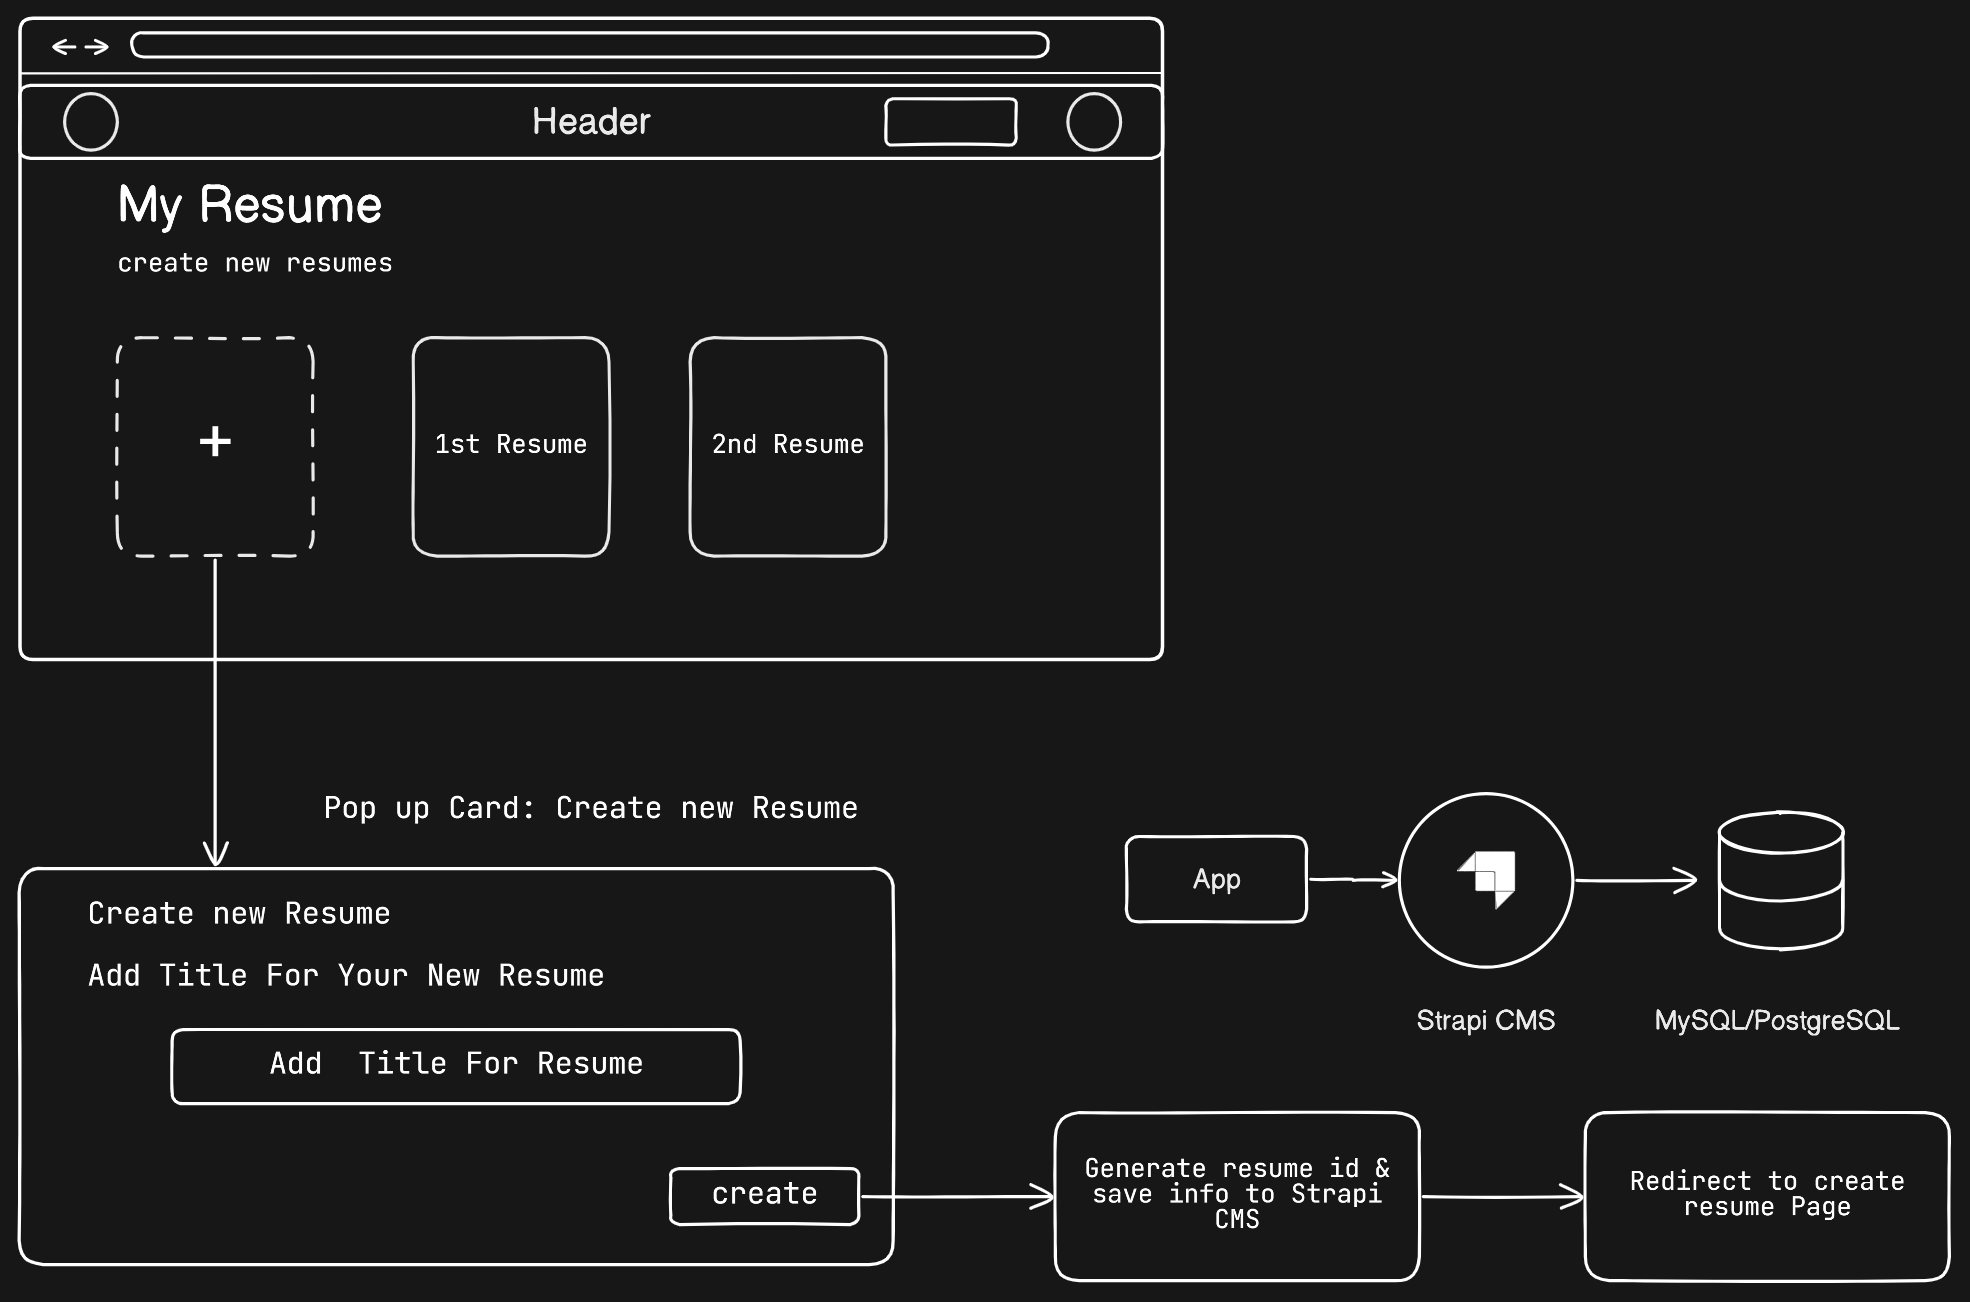 Header
My Resume
create new resumes
+
1st Resume
2nd Resume
Pop up Card: Create new Resume
Create new Resume
Add Title For Your New Resume
Add  Title For Resume
create
App
Strapi CMS
MySQL/PostgreSQL
Generate resume id &
save info to Strapi
CMS
Redirect to create
resume Page